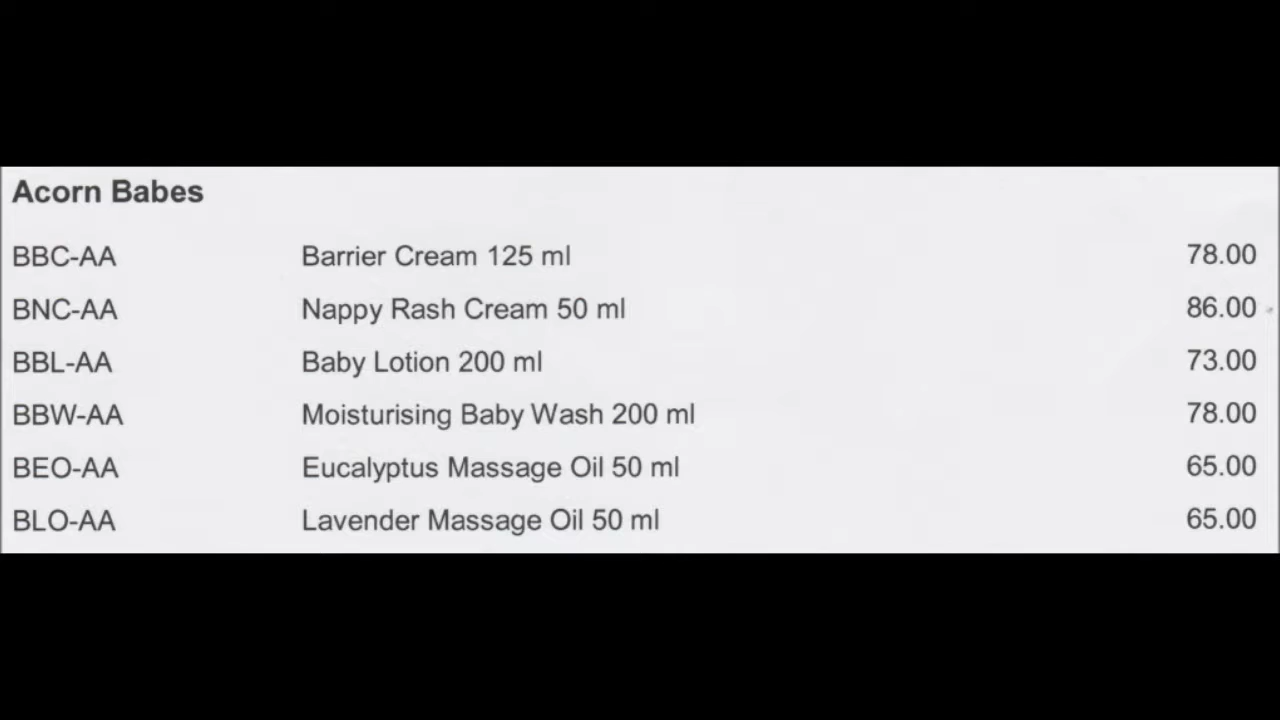 Acorn Babes
BBC-AA Barrier Cream 125 ml 78.00
BNC-AA Nappy Rash Cream 50 ml 86.00
BBL-AA Baby Lotion 200 ml 73.00
BBW-AA Moisturising Baby Wash 200 ml 78.00
BEO-AA Eucalyptus Massage Oil 50 ml 65.00
BLO-AA Lavender Massage Oil 50 ml 65.00